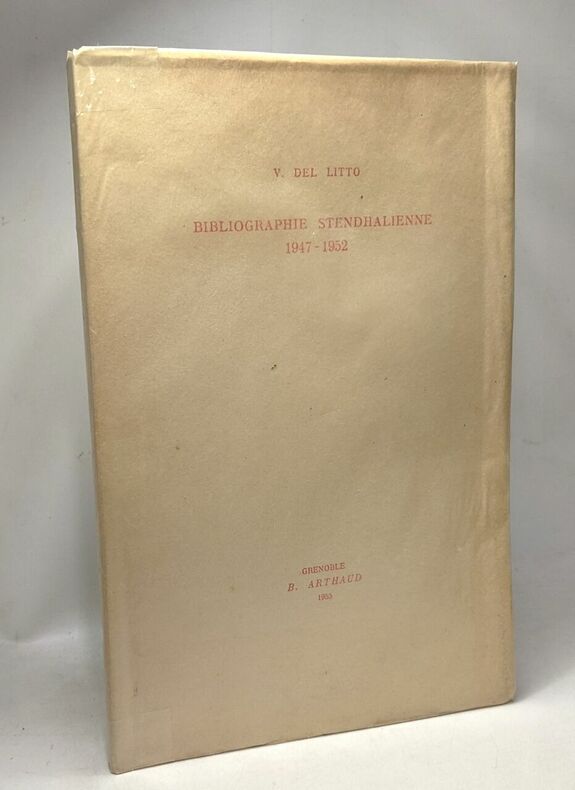 V. DEL LITTO
BIBLIOGRAPHIE STENDHALIENNE
1947-1952
GRENOBLE
B. ARTHAUD
1955